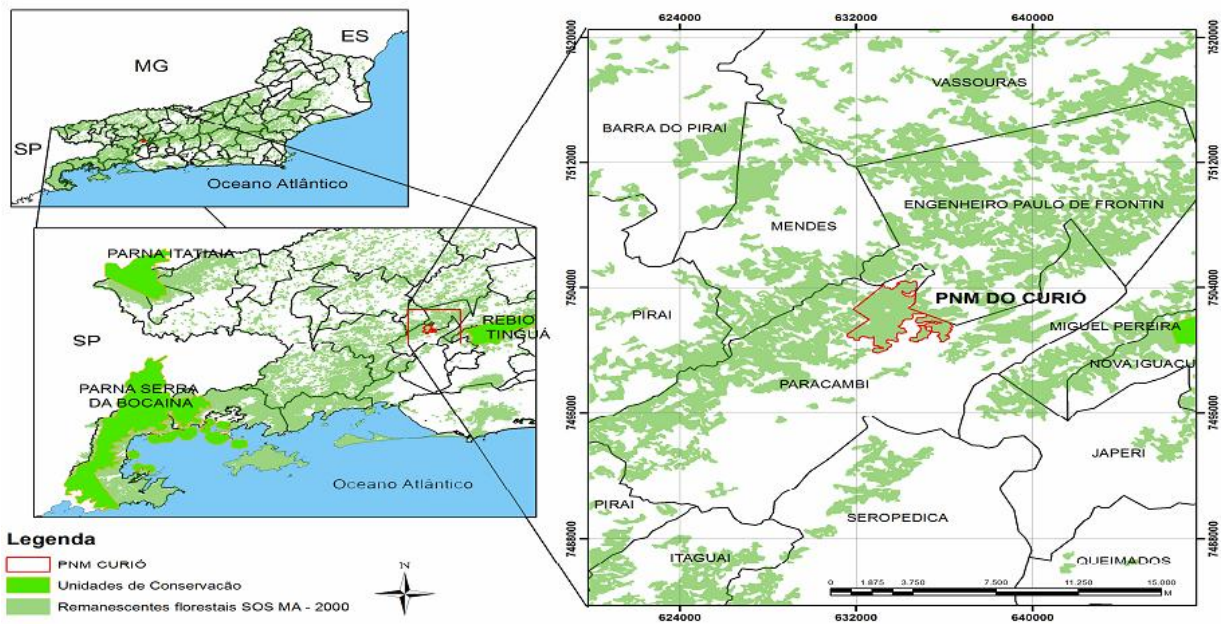 MG
ES
SP
Oceano Atlântico
PARNA ITATIAIA
SP
REBIO
TINGUÁ
PARNA SERRA
DA BOCAINA
Oceano Atlântico
Legenda
PNM CURIÓ
Unidades de Conservacão
Remanescentes florestais SOS MA - 2000
N
624000
632000
640000
7520000
7512000
7504000
7496000
7488000
VASSOURAS
BARRA DO PIRAI
ENGENHEIRO PAULO DE FRONTIN
MENDES
PNM DO CURIÓ
PIRAI
MIGUEL PEREIRA
NOVA IGUACU
PARACAMBI
JAPERI
PIRAI
SEROPEDICA
ITAGUAI
QUEIMADOS
0 1.875 3.750 7.500 11.250 15.000
M
7520000
7512000
7504000
7496000
7488000
624000
632000
640000